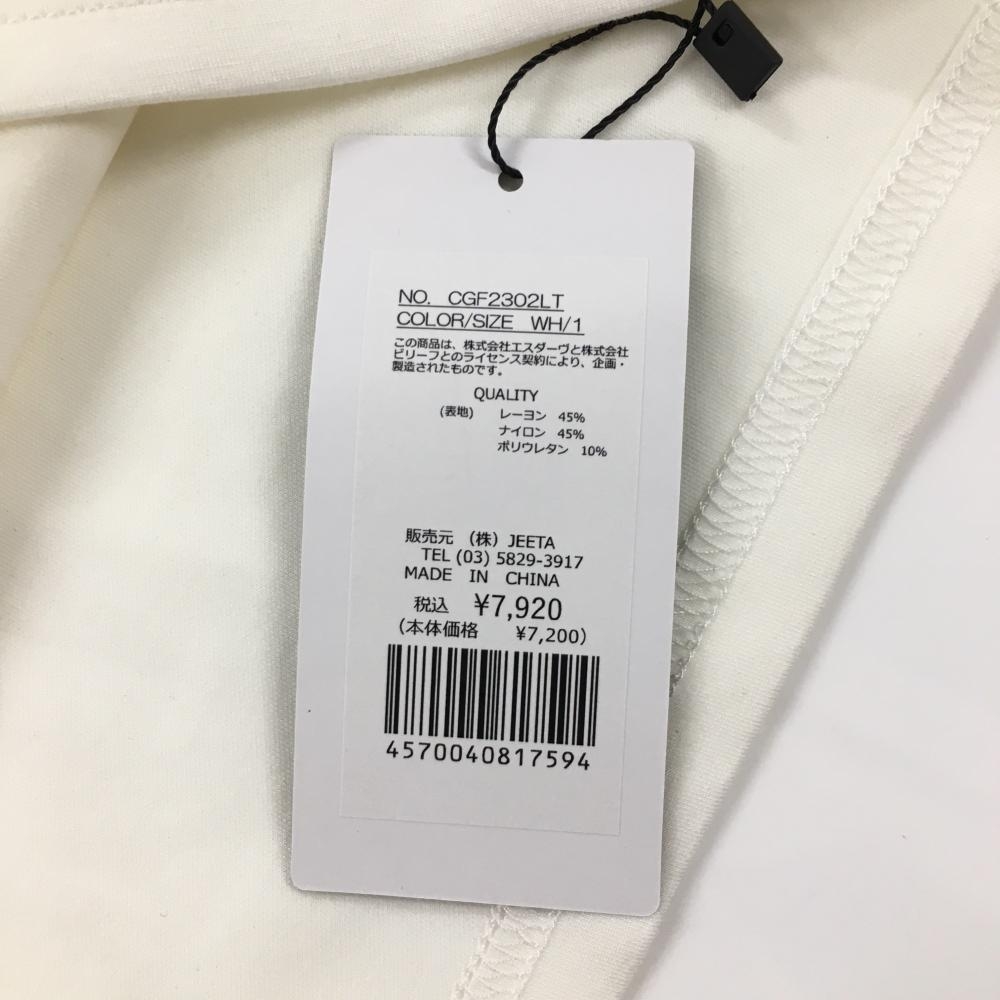 NO. CGF2302LT
COLOR/SIZE WH/1
この商品は、株式会社エスダーヴと株式会社
ビリーフとのライセンス契約により、企画・
製造されたものです。
QUALITY
(表地) レーヨン 45%
ナイロン 45%
ポリウレタン 10%
販売元 (株) JEETA
TEL (03) 5829-3917
MADE IN CHINA
税込 ¥7,920
(本体価格 ¥7,200)
4570040817594